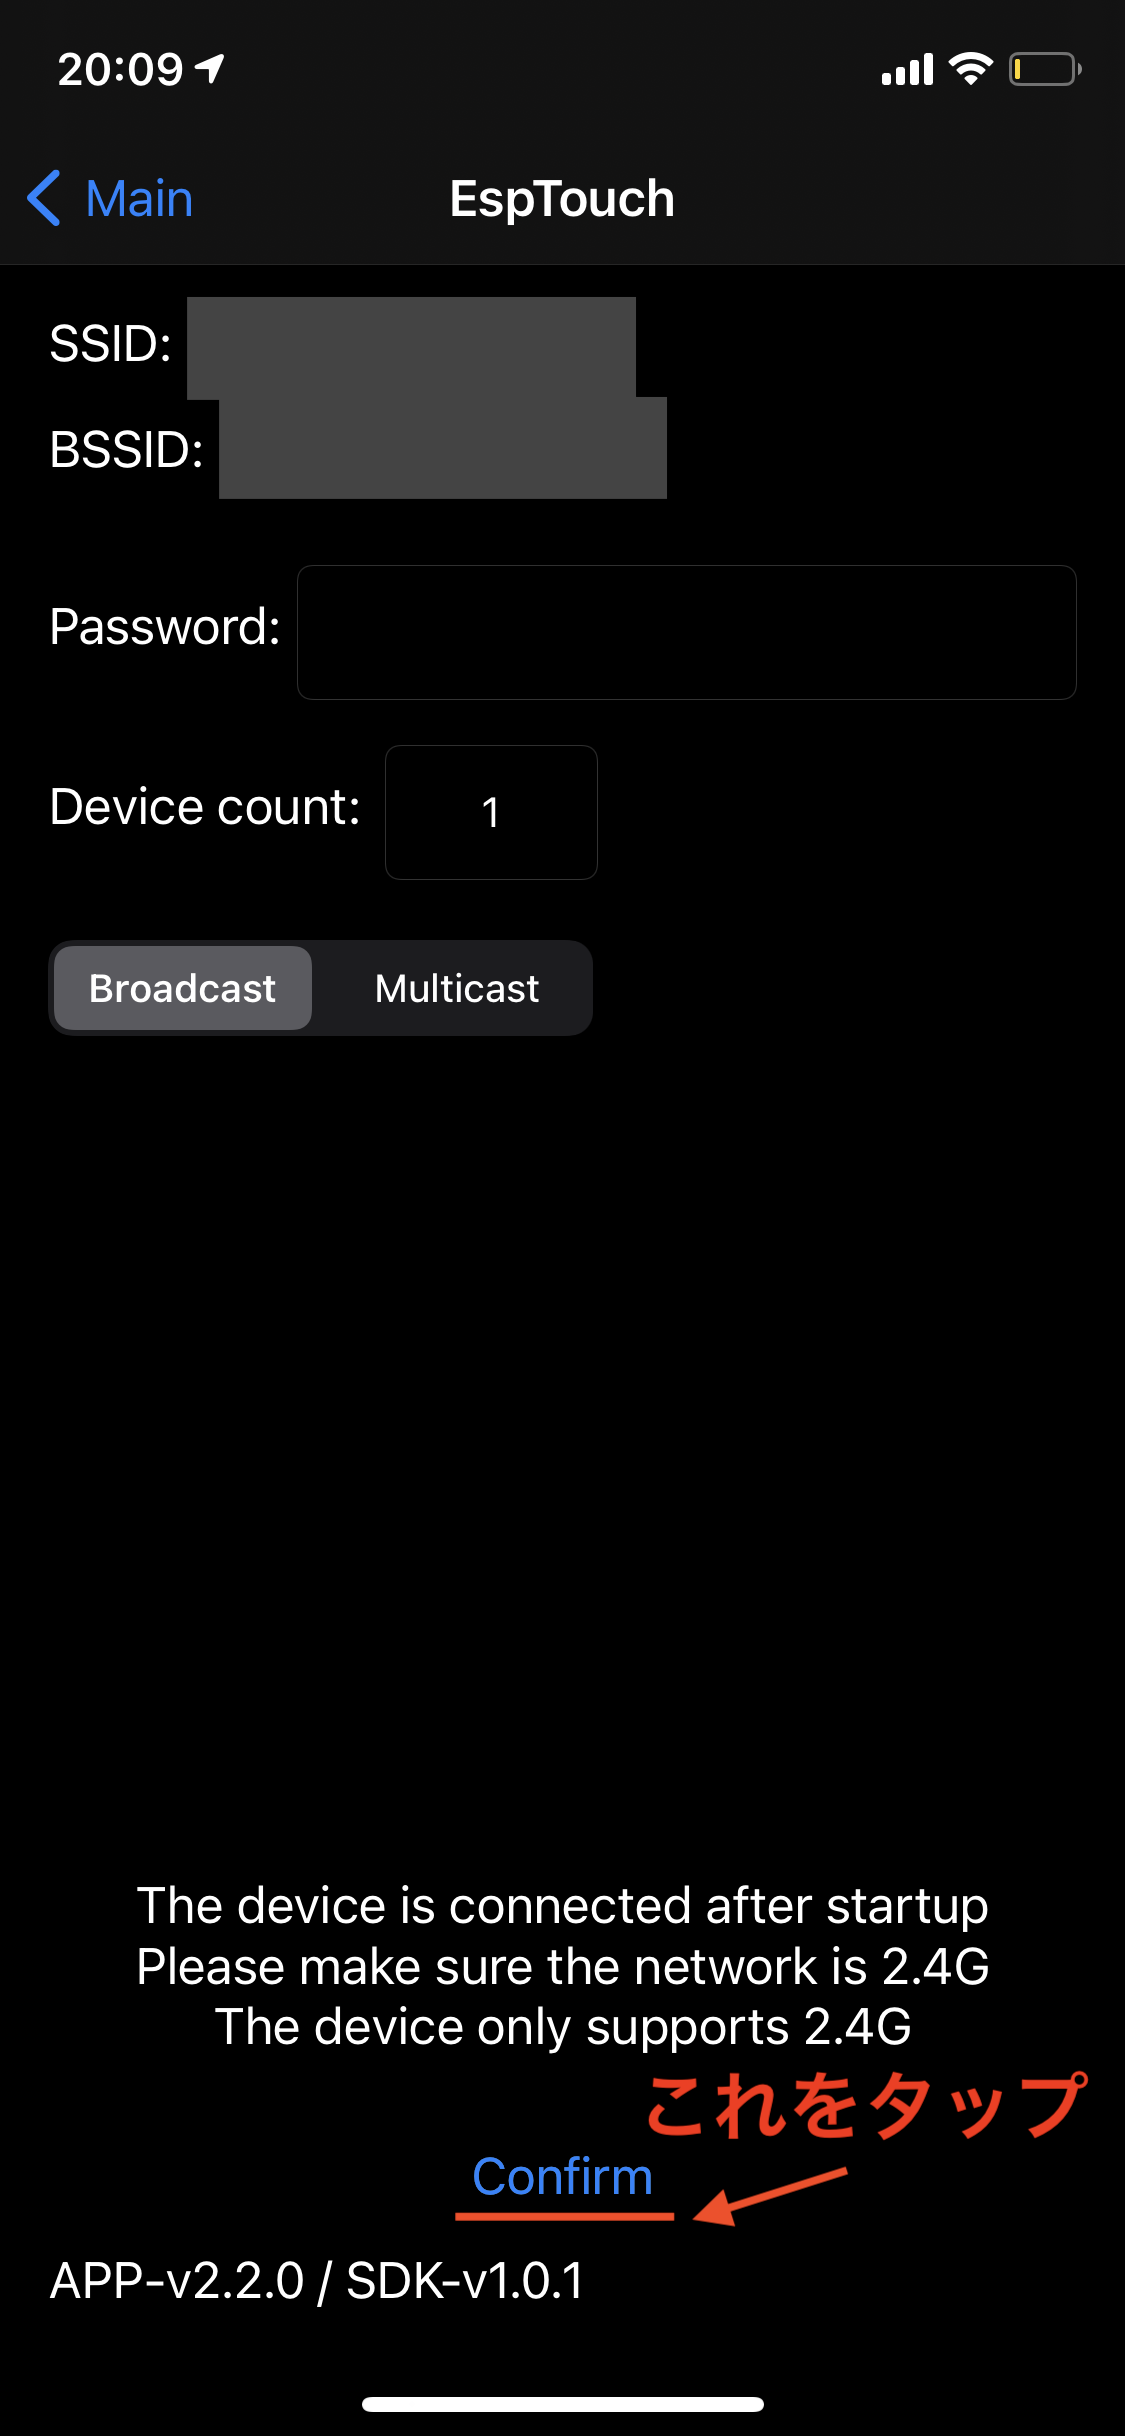 20:09
Main
EspTouch
SSID:
BSSID:
Password:
Device count: 1
Broadcast Multicast
The device is connected after startup
Please make sure the network is 2.4G
The device only supports 2.4G
これをタップ
Confirm
APP-v2.2.0 / SDK-v1.0.1